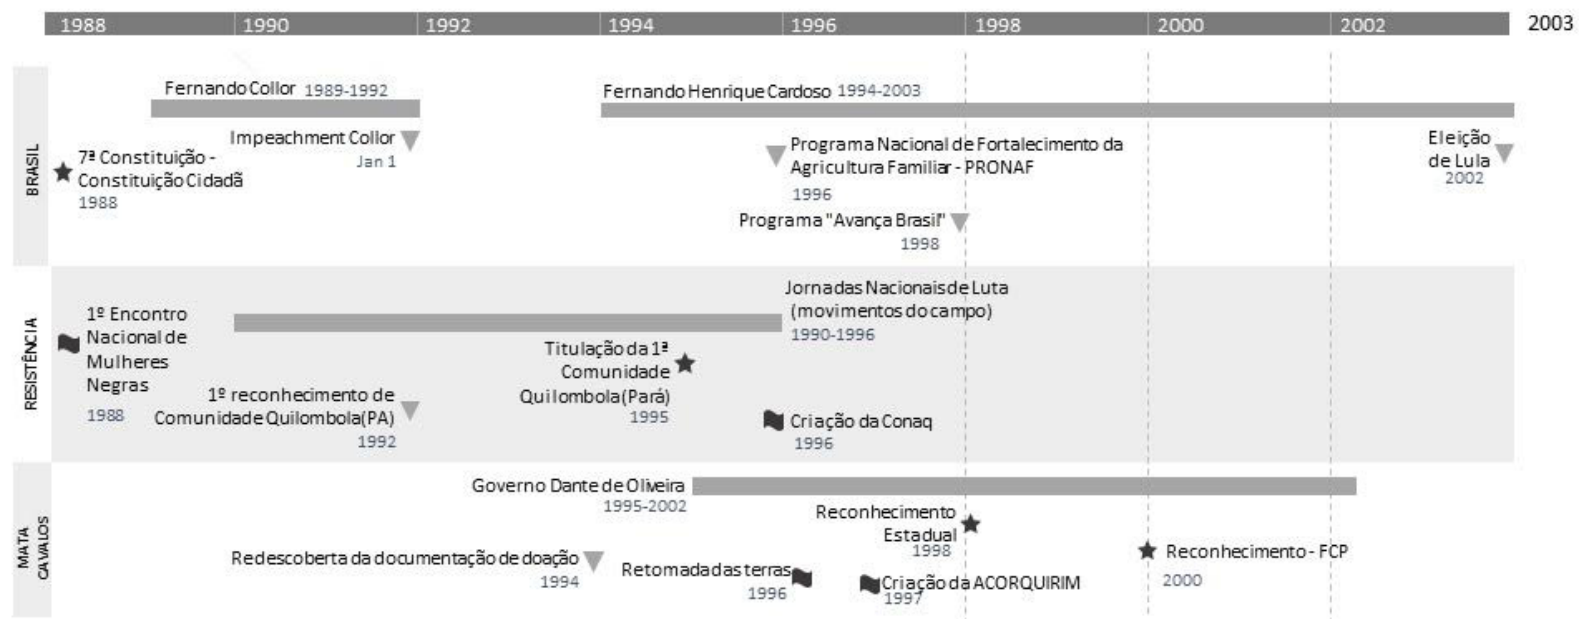 1988 1990 1992 1994 1996 1998 2000 2002 2003
BRASIL
Fernando Collor 1989-1992
Fernando Henrique Cardoso 1994-2003
Impeachment Collor
Jan 1
7ª Constituição -
Constituição Cidadã
1988
Programa Nacional de Fortalecimento da
Agricultura Familiar - PRONAF
1996
Eleição
de Lula
2002
Programa "Avança Brasil"
1998
RESISTÊNCIA
1º Encontro
Nacional de
Mulheres
Negras
1988
Jornadas Nacionais de Luta
(movimentos do campo)
1990-1996
Titulação da 1ª
Comunidade
Quilombola (Pará)
1995
1º reconhecimento de
Comunidade Quilombola (PA)
1992
Criação da Conaq
1996
MATA
CAVALOS
Governo Dante de Oliveira
1995-2002
Reconhecimento
Estadual
1998
Redescoberta da documentação de doação
1994
Retomada das terras
1996
Criação da ACORQUIRIM
1997
Reconhecimento - FCP
2000